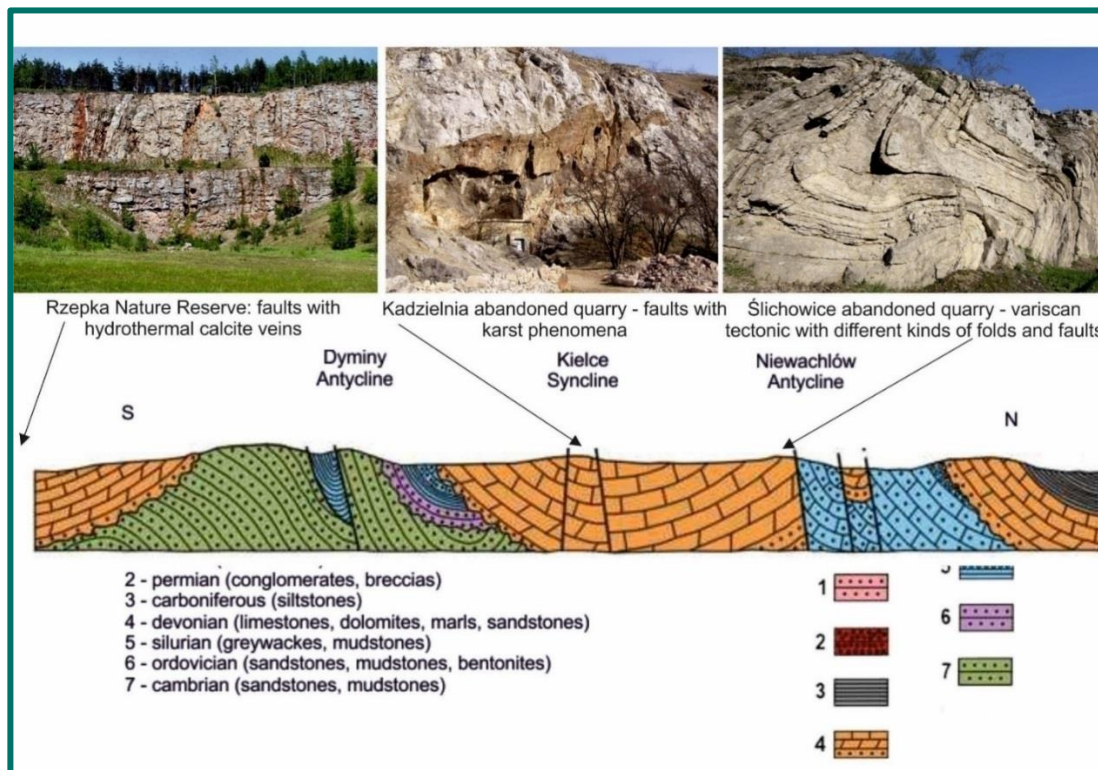 Rzepka Nature Reserve: faults with
hydrothermal calcite veins
Kadzielnia abandoned quarry - faults with
karst phenomena
Ślichowice abandoned quarry - variscan
tectonic with different kinds of folds and faults
Dyminy
Antycline
Kielce
Syncline
Niewachlów
Antycline
S
N
2 - permian (conglomerates, breccias)
3 - carboniferous (siltstones)
4 - devonian (limestones, dolomites, marls, sandstones)
5 - silurian (greywackes, mudstones)
6 - ordovician (sandstones, mudstones, bentonites)
7 - cambrian (sandstones, mudstones)
1
2
3
4
6
7